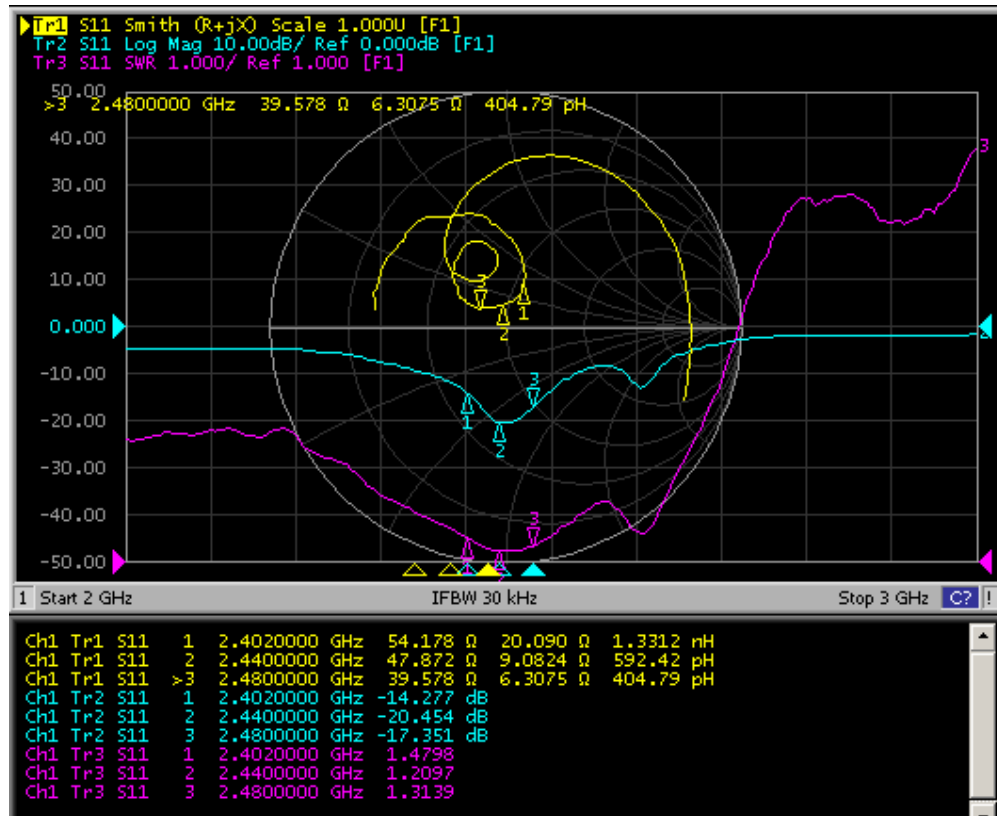 Tr1 S11 Smith (R+jX) Scale 1.000U [F1]
Tr2 S11 Log Mag 10.00dB/ Ref 0.000dB [F1]
Tr3 S11 SWR 1.000/ Ref 1.000 [F1]
50.00
>3 2.4800000 GHz 39.578 Ω 6.3075 Ω 404.79 pH
40.00
3
30.00
20.00
10.00
3
1
0.000
2
2
-10.00
3
-20.00
1
2
-30.00
-40.00
3
-50.00
1 Start 2 GHz IFBW 30 kHz Stop 3 GHz C? !
Ch1 Tr1 S11 1 2.4020000 GHz 54.178 Ω 20.090 Ω 1.3312 nH
Ch1 Tr1 S11 2 2.4400000 GHz 47.872 Ω 9.0824 Ω 592.42 pH
Ch1 Tr1 S11 >3 2.4800000 GHz 39.578 Ω 6.3075 Ω 404.79 pH
Ch1 Tr2 S11 1 2.4020000 GHz -14.277 dB
Ch1 Tr2 S11 2 2.4400000 GHz -20.454 dB
Ch1 Tr2 S11 3 2.4800000 GHz -17.351 dB
Ch1 Tr3 S11 1 2.4020000 GHz 1.4798
Ch1 Tr3 S11 2 2.4400000 GHz 1.2097
Ch1 Tr3 S11 3 2.4800000 GHz 1.3139